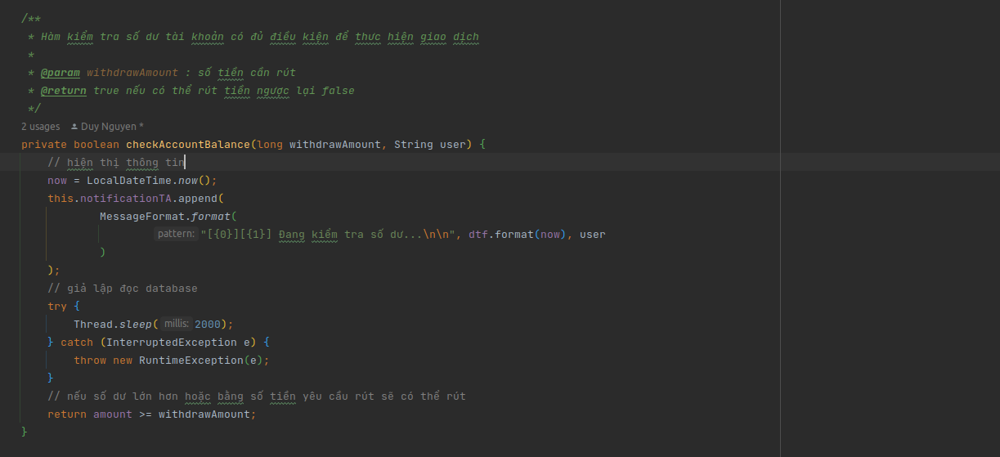 /**
 * Hàm kiểm tra số dư tài khoản có đủ điều kiện để thực hiện giao dịch
 *
 * @param withdrawAmount : số tiền cần rút
 * @return true nếu có thể rút tiền ngược lại false
 */
2 usages Duy Nguyen *
private boolean checkAccountBalance(long withdrawAmount, String user) {
    // hiện thị thông tin
    now = LocalDateTime.now();
    this.notificationTA.append(
            MessageFormat.format(
                    pattern: "[{0}][{1}] Đang kiểm tra số dư...\n\n", dtf.format(now), user
            )
    );
    // giả lập đọc database
    try {
        Thread.sleep( millis: 2000);
    } catch (InterruptedException e) {
        throw new RuntimeException(e);
    }
    // nếu số dư lớn hơn hoặc bằng số tiền yêu cầu rút sẽ có thể rút
    return amount >= withdrawAmount;
}